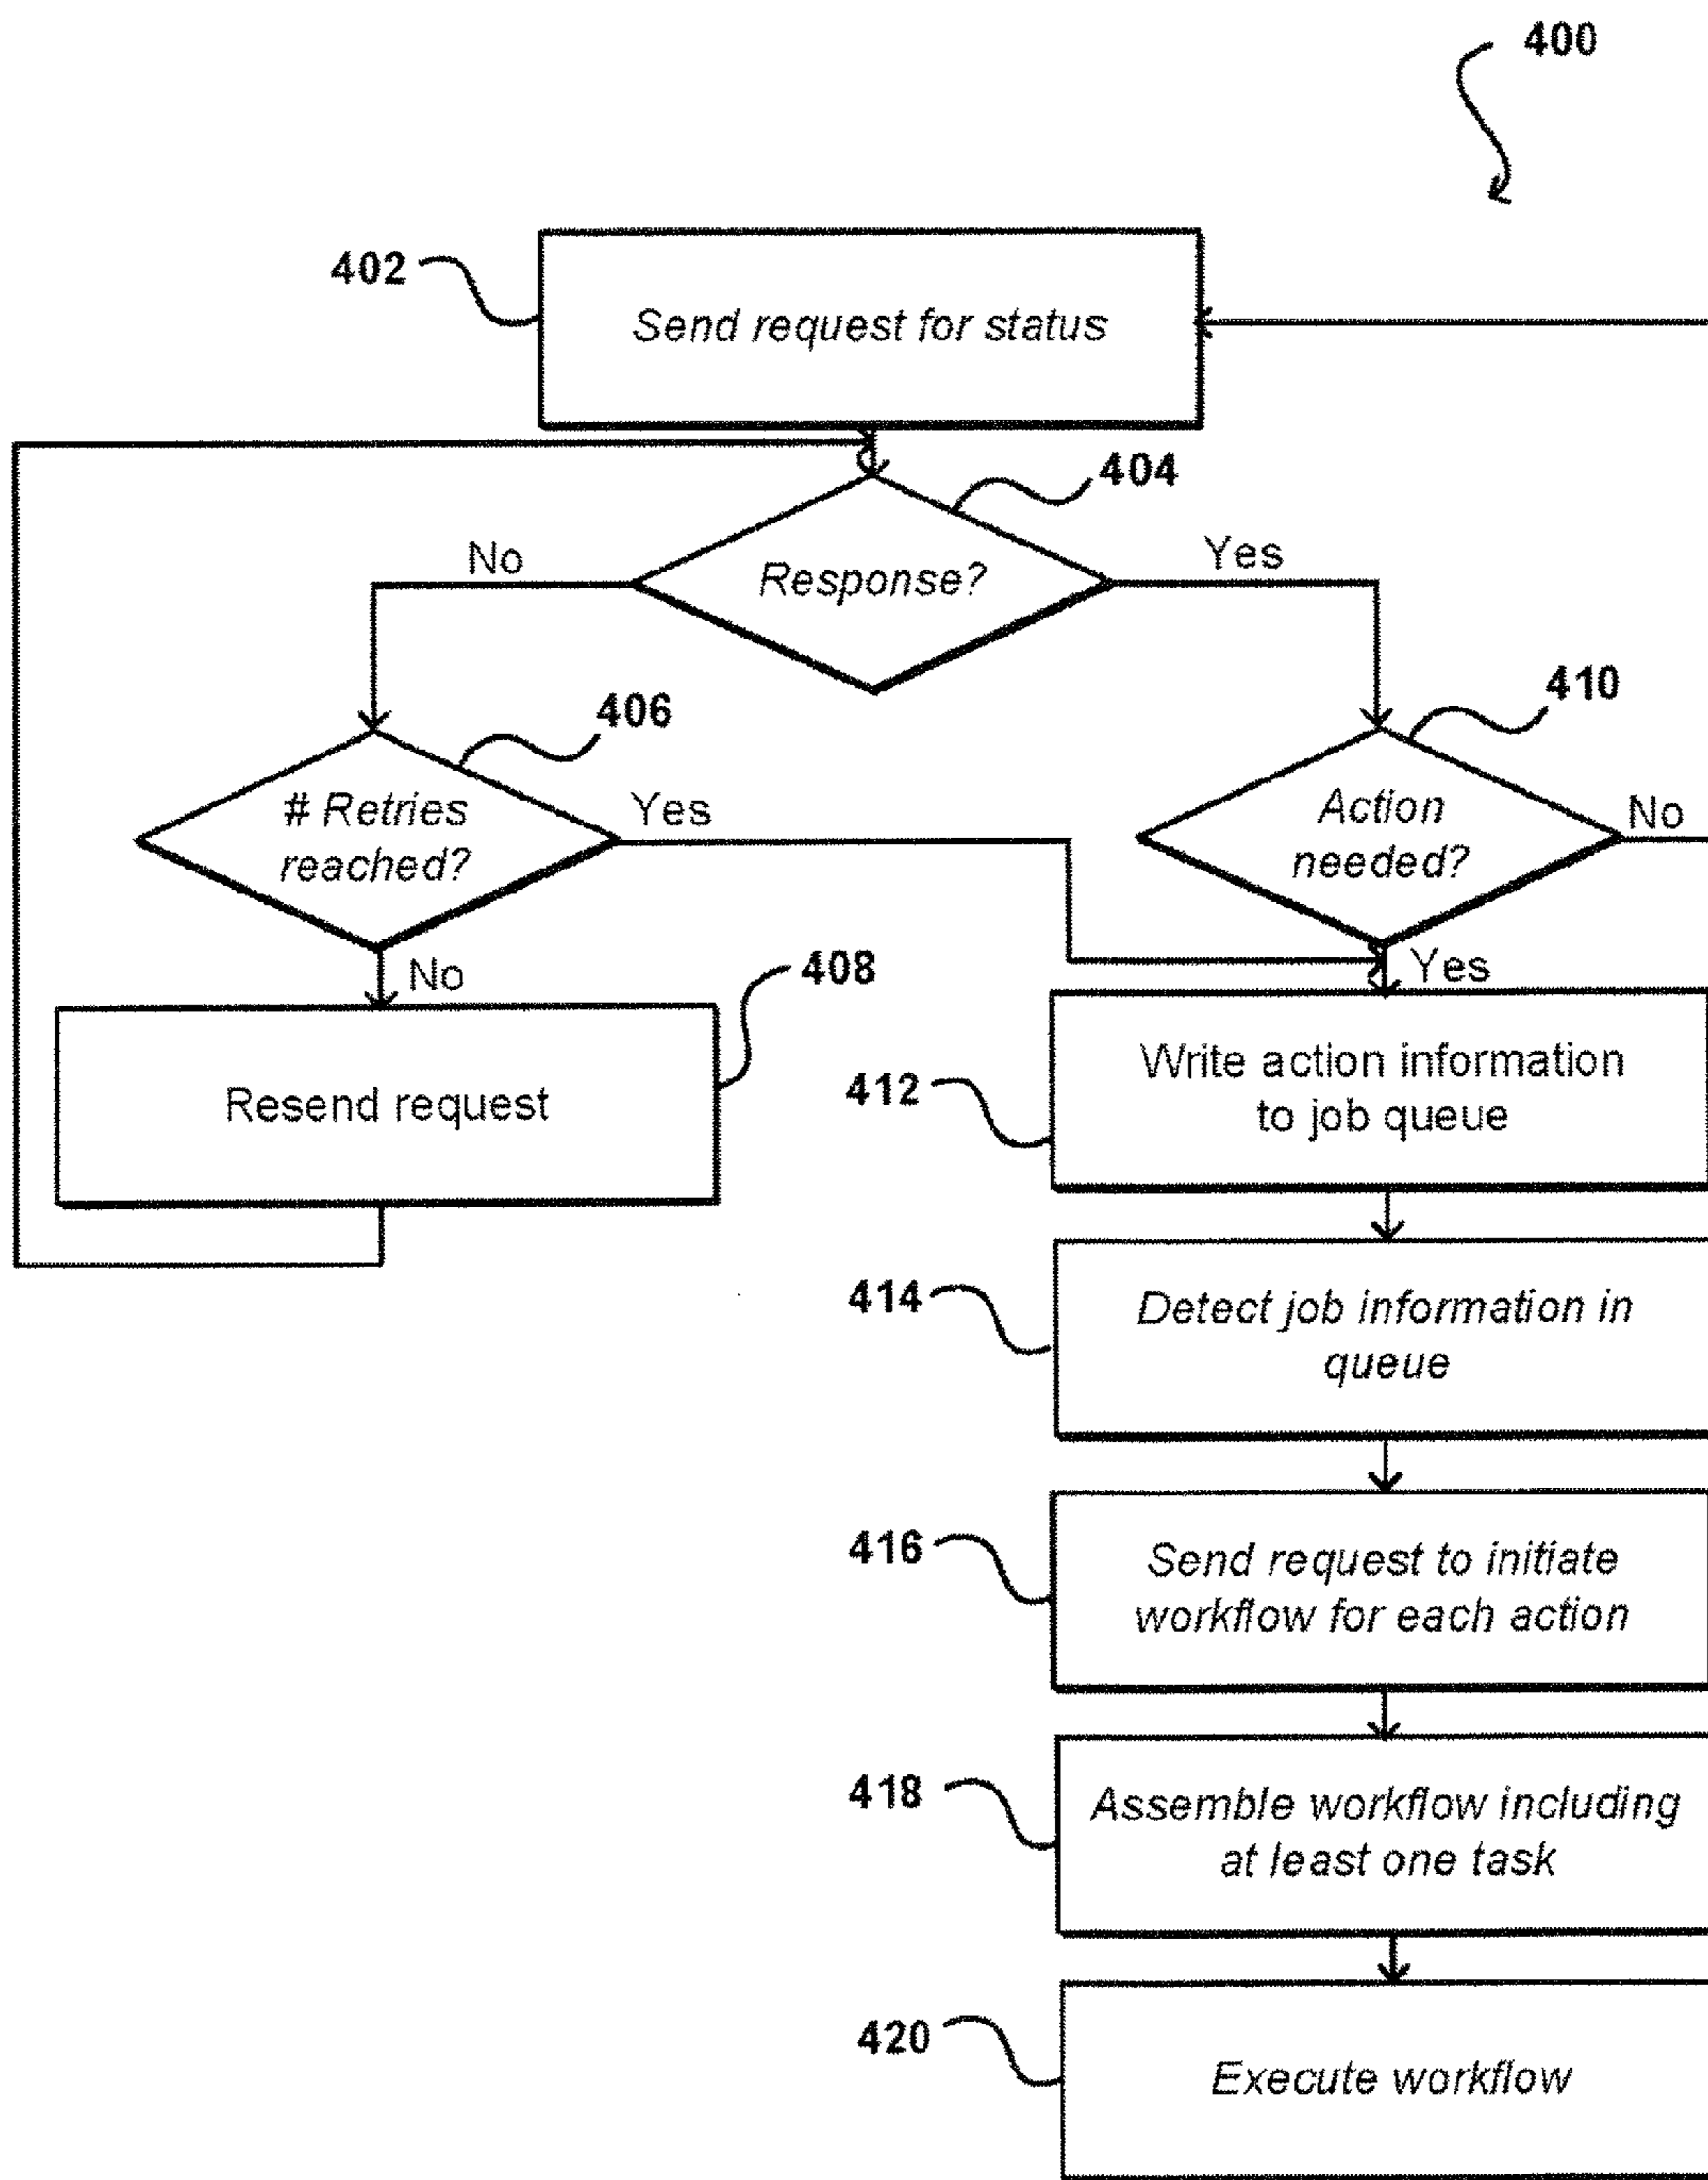 400
402
Send request for status
404
No
Response?
Yes
406
410
# Retries
reached?
Yes
Action
needed?
No
No
Yes
408
Resend request
412
Write action information
to job queue
414
Detect job information in
queue
416
Send request to initiate
workflow for each action
418
Assemble workflow including
at least one task
420
Execute workflow